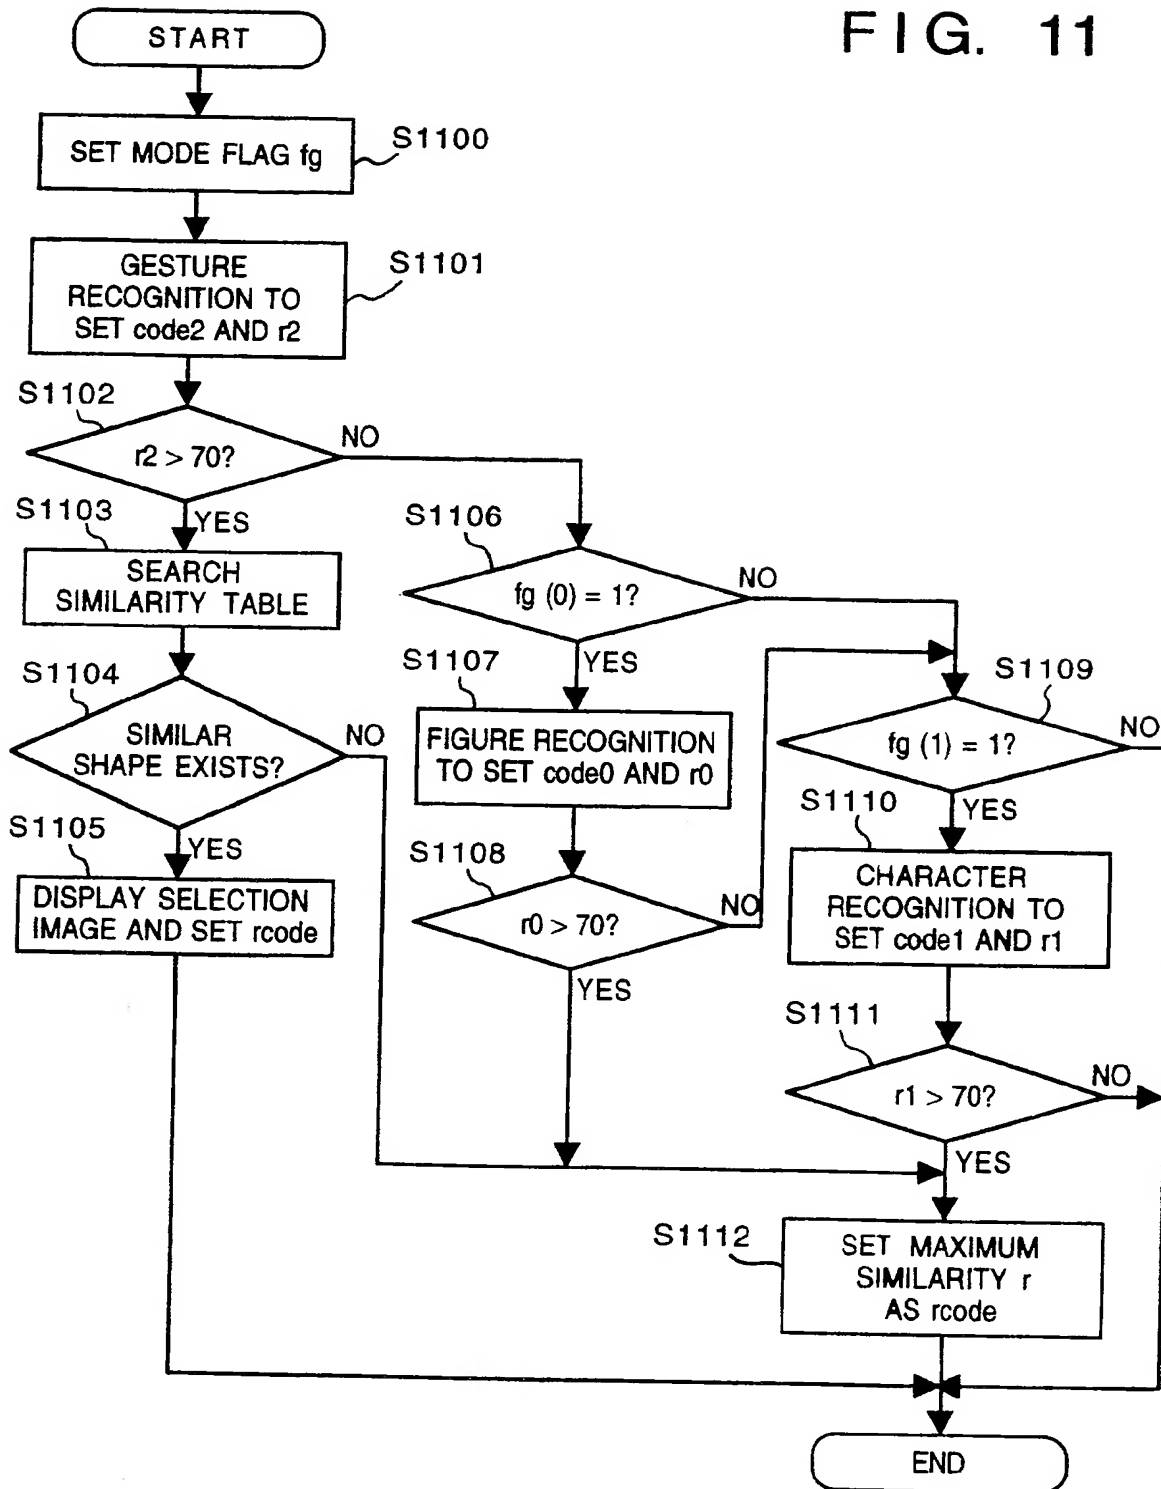 FIG. 11
START
SET MODE FLAG fg
S1100
GESTURE
RECOGNITION TO
SET code2 AND r2
S1101
S1102
r2 > 70?
NO
YES
S1103
SEARCH
SIMILARITY TABLE
S1104
SIMILAR
SHAPE EXISTS?
NO
YES
S1105
DISPLAY SELECTION
IMAGE AND SET rcode
S1106
fg (0) = 1?
NO
YES
S1107
FIGURE RECOGNITION
TO SET code0 AND r0
S1108
r0 > 70?
NO
YES
S1109
fg (1) = 1?
NO
YES
S1110
CHARACTER
RECOGNITION TO
SET code1 AND r1
S1111
r1 > 70?
NO
YES
S1112
SET MAXIMUM
SIMILARITY r
AS rcode
END